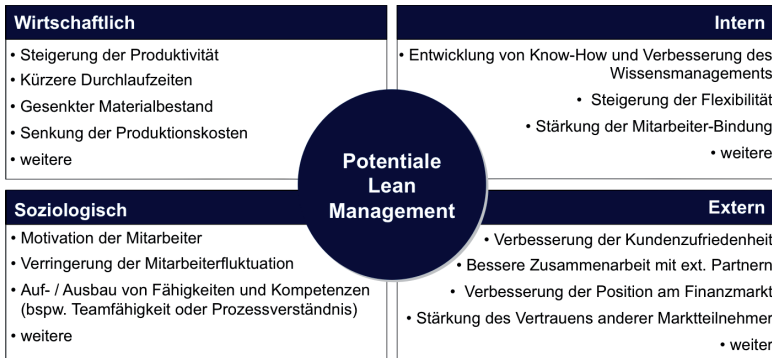 Wirtschaftlich
• Steigerung der Produktivität
• Kürzere Durchlaufzeiten
• Gesenkter Materialbestand
• Senkung der Produktionskosten
• weitere
Intern
• Entwicklung von Know-How und Verbesserung des
Wissensmanagements
• Steigerung der Flexibilität
• Stärkung der Mitarbeiter-Bindung
• weitere
Potentiale
Lean
Management
Soziologisch
• Motivation der Mitarbeiter
• Verringerung der Mitarbeiterfluktuation
• Auf- / Ausbau von Fähigkeiten und Kompetenzen
(bspw. Teamfähigkeit oder Prozessverständnis)
• weitere
Extern
• Verbesserung der Kundenzufriedenheit
• Bessere Zusammenarbeit mit ext. Partnern
• Verbesserung der Position am Finanzmarkt
• Stärkung des Vertrauens anderer Marktteilnehmer
• weiter